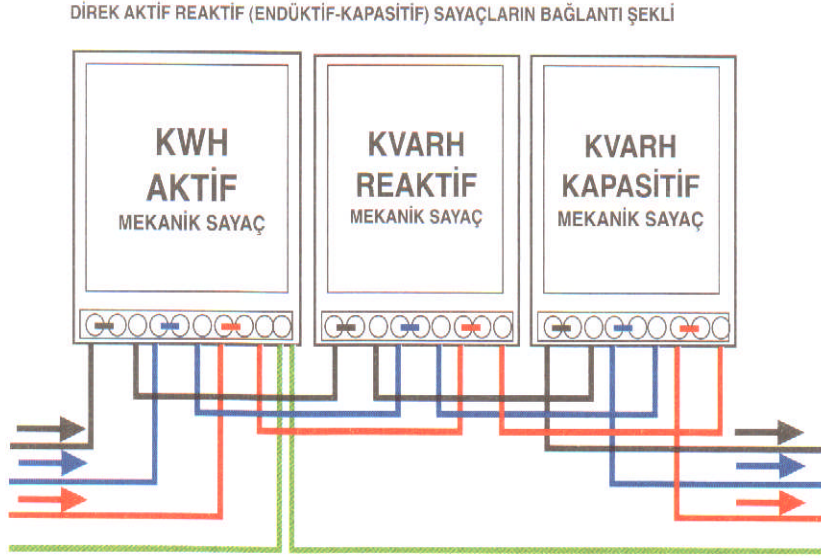 DİREK AKTİF REAKTİF (ENDÜKTİF-KAPASİTİF) SAYAÇLARIN BAĞLANTI ŞEKLİ
KWH
AKTİF
MEKANİK SAYAÇ
KVARH
REAKTİF
MEKANİK SAYAÇ
KVARH
KAPASİTİF
MEKANİK SAYAÇ